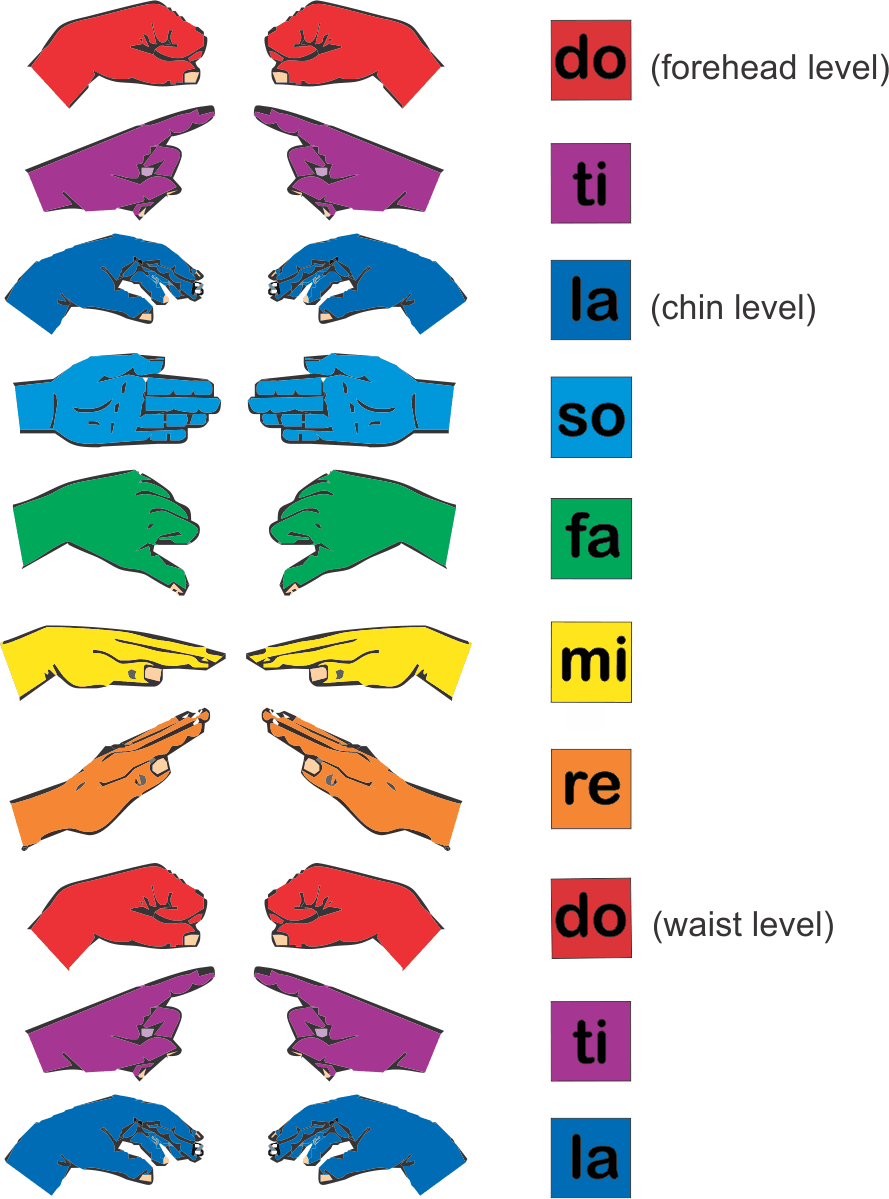 do (forehead level)
ti
la (chin level)
so
fa
mi
re
do (waist level)
ti
la